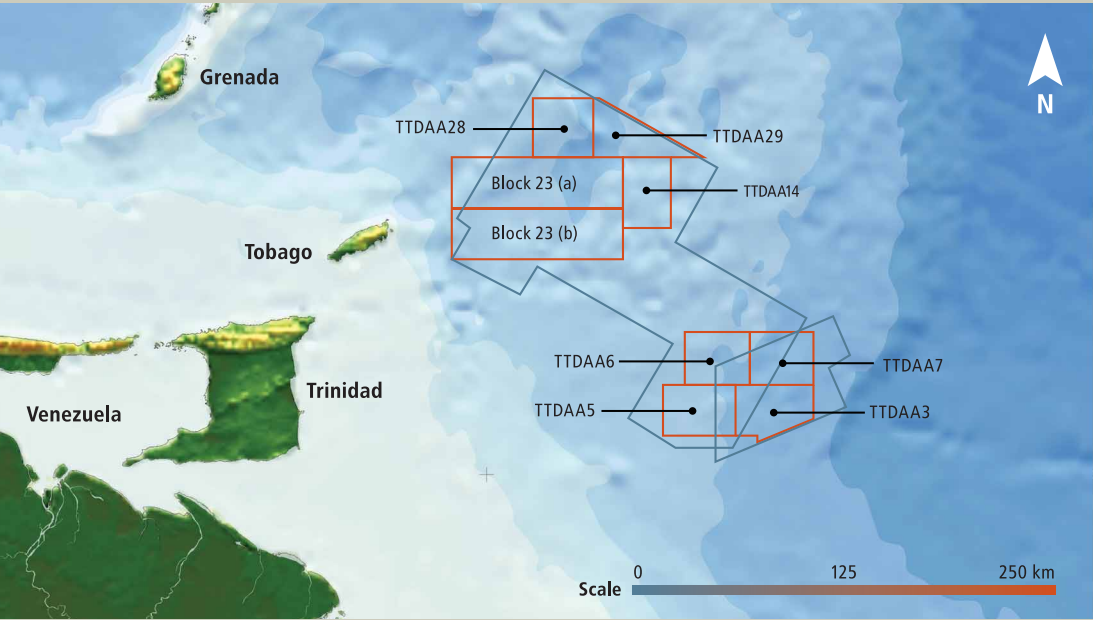 Grenada
N
TTDAA28
TTDAA29
Block 23 (a)
TTDAA14
Block 23 (b)
Tobago
TTDAA6
TTDAA7
Trinidad
Venezuela
TTDAA5
TTDAA3
0 125 250 km
Scale